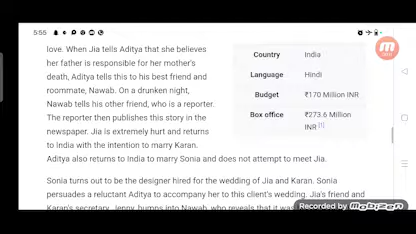 5:55
love. When Jia tells Aditya that she believes
her father is responsible for her mother's
death, Aditya tells this to his best friend and
roommate, Nawab. On a drunken night,
Nawab tells his other friend, who is a reporter.
The reporter then publishes this story in the
newspaper. Jia is extremely hurt and returns
to India with the intention to marry Karan.
Aditya also returns to India to marry Sonia and does not attempt to meet Jia.
Country India
Language Hindi
Budget ₹170 Million INR
Box office ₹273.6 Million
INR [1]
Sonia turns out to be the designer hired for the wedding of Jia and Karan. Sonia
persuades a reluctant Aditya to accompany her to this client's wedding. Jia's friend and
Karan's secretary, Jenny, bumps into Nawab, who reveals that it was
Recorded by Mobizen